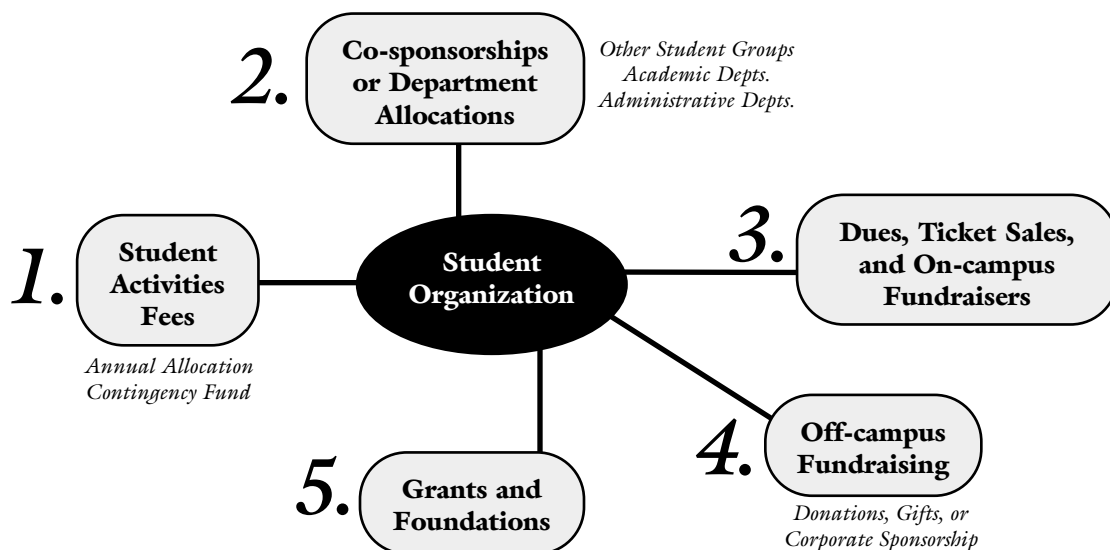 1.
Student
Activities
Fees
Annual Allocation
Contingency Fund
2.
Co-sponsorships
or Department
Allocations
Other Student Groups
Academic Depts.
Administrative Depts.
Student
Organization
3.
Dues, Ticket Sales,
and On-campus
Fundraisers
4.
Off-campus
Fundraising
Donations, Gifts, or
Corporate Sponsorship
5.
Grants and
Foundations